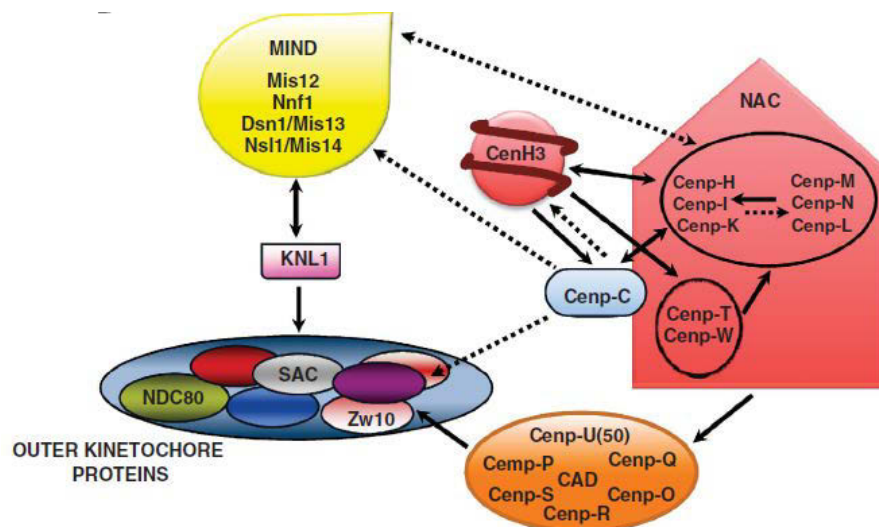 MIND
Mis12
Nnf1
Dsn1/Mis13
Nsl1/Mis14
NAC
CenH3
Cenp-H
Cenp-I
Cenp-K
Cenp-M
Cenp-N
Cenp-L
KNL1
Cenp-C
Cenp-T
Cenp-W
SAC
NDC80
Zw10
OUTER KINETOCHORE
PROTEINS
Cenp-U(50)
Cemp-P
Cenp-Q
CAD
Cenp-S
Cenp-O
Cenp-R